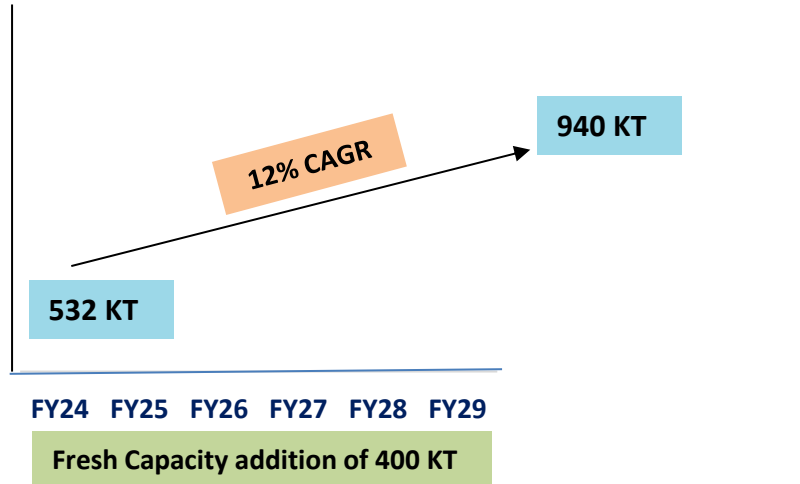 940 KT
12% CAGR
532 KT
FY24 FY25 FY26 FY27 FY28 FY29
Fresh Capacity addition of 400 KT